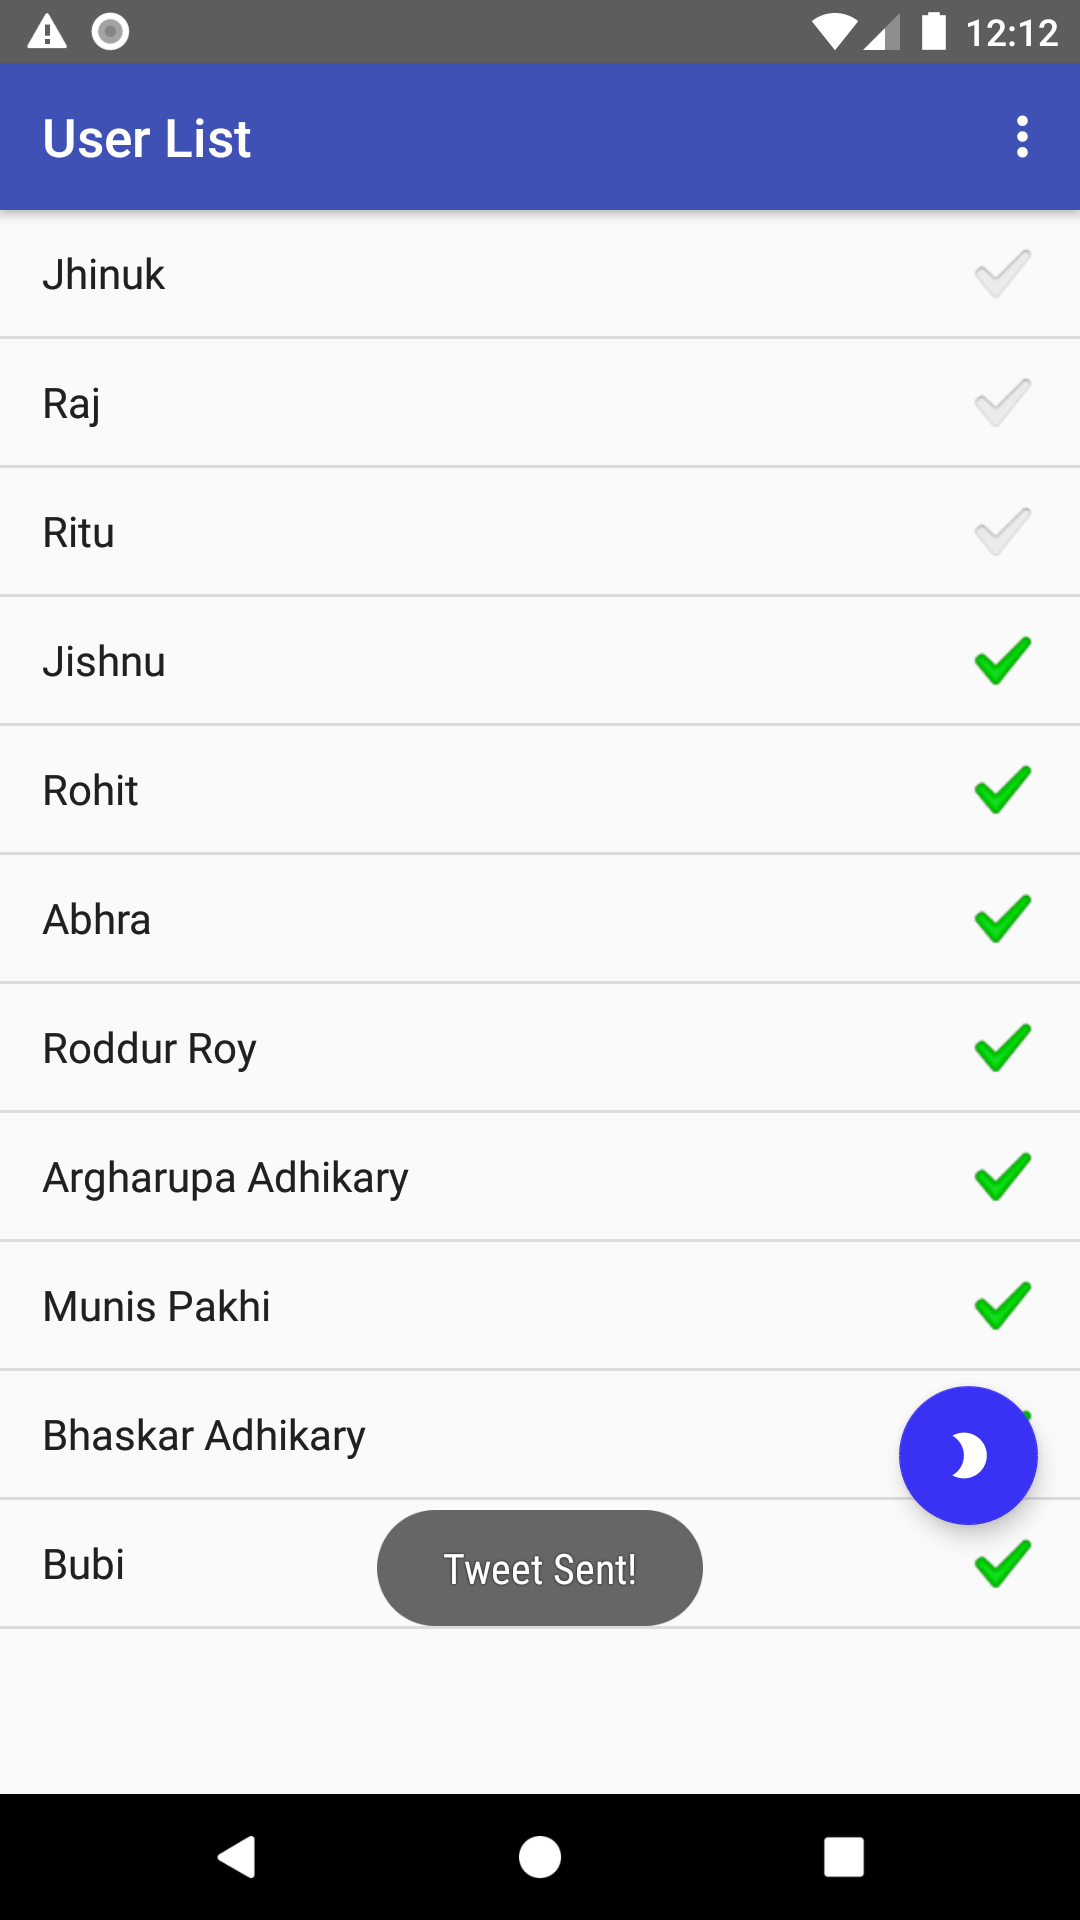 12:12
User List
Jhinuk
Raj
Ritu
Jishnu
Rohit
Abhra
Roddur Roy
Argharupa Adhikary
Munis Pakhi
Bhaskar Adhikary
Bubi
Tweet Sent!